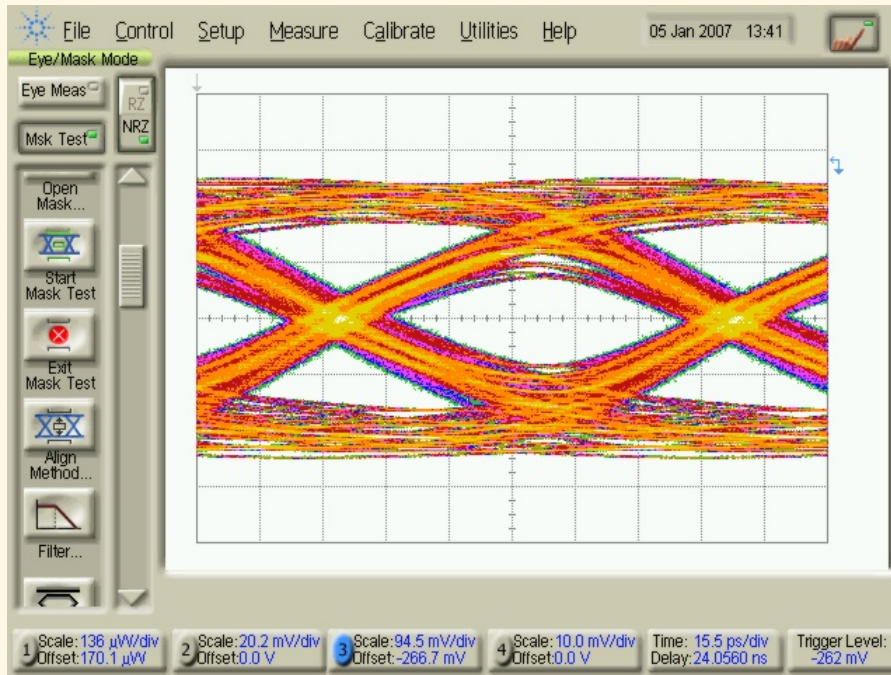 File Control Setup Measure Calibrate Utilities Help 05 Jan 2007 13:41
Eye/Mask Mode
Eye Meas
RZ
NRZ
Msk Test
Open
Mask...
Start
Mask Test
Exit
Mask Test
Align
Method...
Filter...
1 Scale: 136 µW/div
Offset:170.1 µW
2 Scale:20.2 mV/div
Offset:0.0 V
3 Scale:94.5 mV/div
Offset:-266.7 mV
4 Scale: 10.0 mV/div
Offset:0.0 V
Time: 15.5 ps/div
Delay:24.0560 ns
Trigger Level:
-262 mV